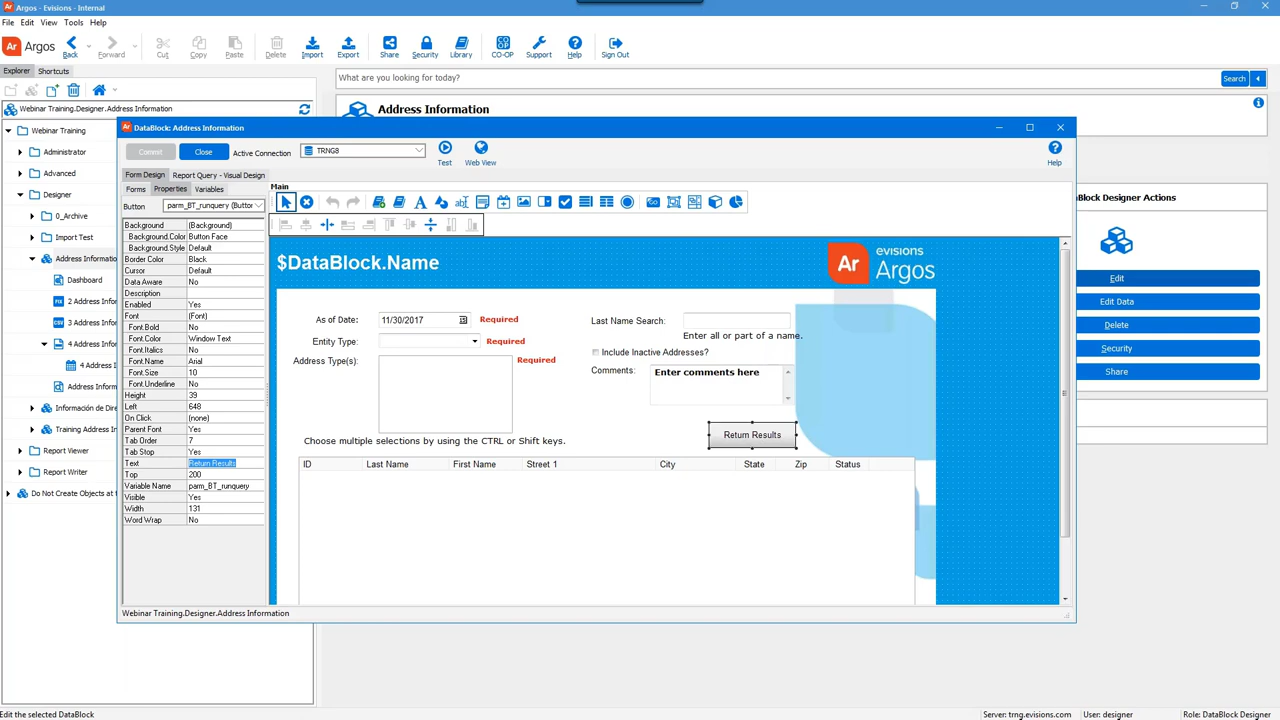 Argos - Evisions - Internal
File Edit View Tools Help
Ar Argos Back Forward Cut Copy Paste Delete Import Export Share Security Library CO-OP Support Help Sign Out
Explorer Shortcuts
What are you looking for today? Search
Webinar Training.Designer.Address Information
Address Information
Webinar Training
Administrator
Advanced
Designer
0_Archive
Import Test
Address Informatio
Dashboard
2 Address Infor
3 Address Infor
4 Address Infor
4 Address I
Address Inform
Información de Dir
Training Address In
Report Viewer
Report Writer
Do Not Create Objects at t
Ar DataBlock: Address Information
Commit Close Active Connection TRNG8 Test Web View Help
Form Design Report Query - Visual Design
Forms Properties Variables
Main
Button parm_BT_runquery (Button
Background (Background)
Background.Color Button Face
Background.Style Default
Border Color Black
Cursor Default
Data Aware No
Description
Enabled Yes
Font (Font)
Font.Bold No
Font.Color Window Text
Font.Italics No
Font.Name Arial
Font.Size 10
Font.Underline No
Height 39
Left 648
On Click (none)
Parent Font Yes
Tab Order 7
Tab Stop Yes
Text Return Results
Top 200
Variable Name parm_BT_runquery
Visible Yes
Width 131
Word Wrap No
$DataBlock.Name
Ar evisions Argos
As of Date: 11/30/2017 Required
Entity Type: Required
Address Type(s): Required
Choose multiple selections by using the CTRL or Shift keys.
Last Name Search:
Enter all or part of a name.
Include Inactive Addresses?
Comments: Enter comments here
Return Results
ID Last Name First Name Street 1 City State Zip Status
Webinar Training.Designer.Address Information
aBlock Designer Actions
Edit
Edit Data
Delete
Security
Share
Edit the selected DataBlock
Server: trng.evisions.com User: designer Role: DataBlock Designer